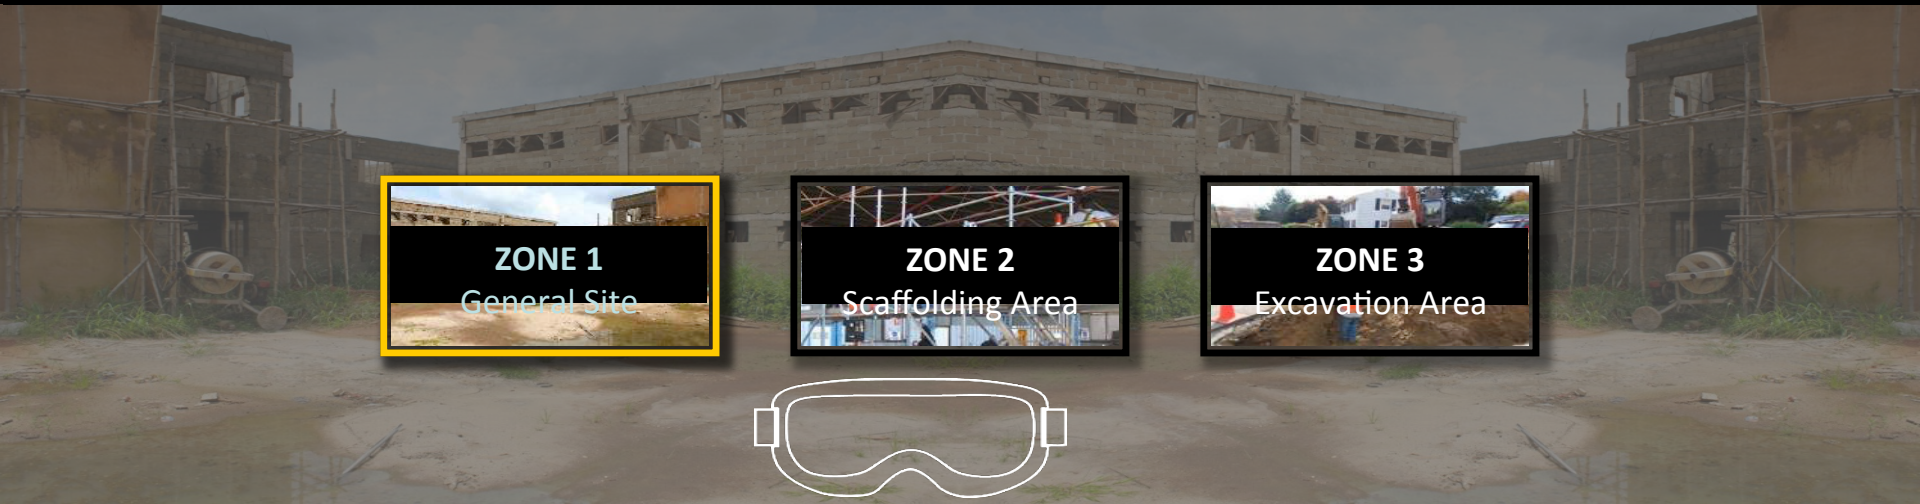 ZONE 1
General Site
ZONE 2
Scaffolding Area
ZONE 3
Excavation Area